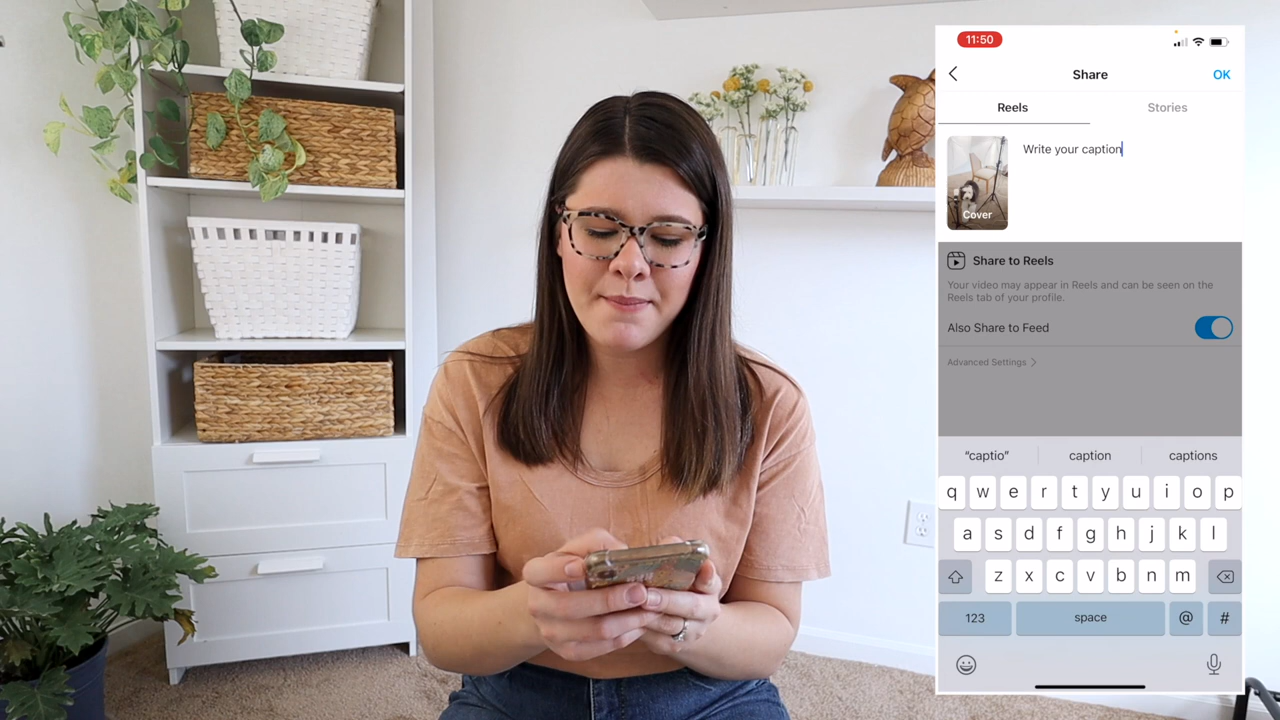 11:50
Share
OK
Reels
Stories
Write your caption
Cover
Share to Reels
Your video may appear in Reels and can be seen on the
Reels tab of your profile.
Also Share to Feed
Advanced Settings
“captio”
caption
captions
q w e r t y u i o p
a s d f g h j k l
z x c v b n m
123
space
@
#